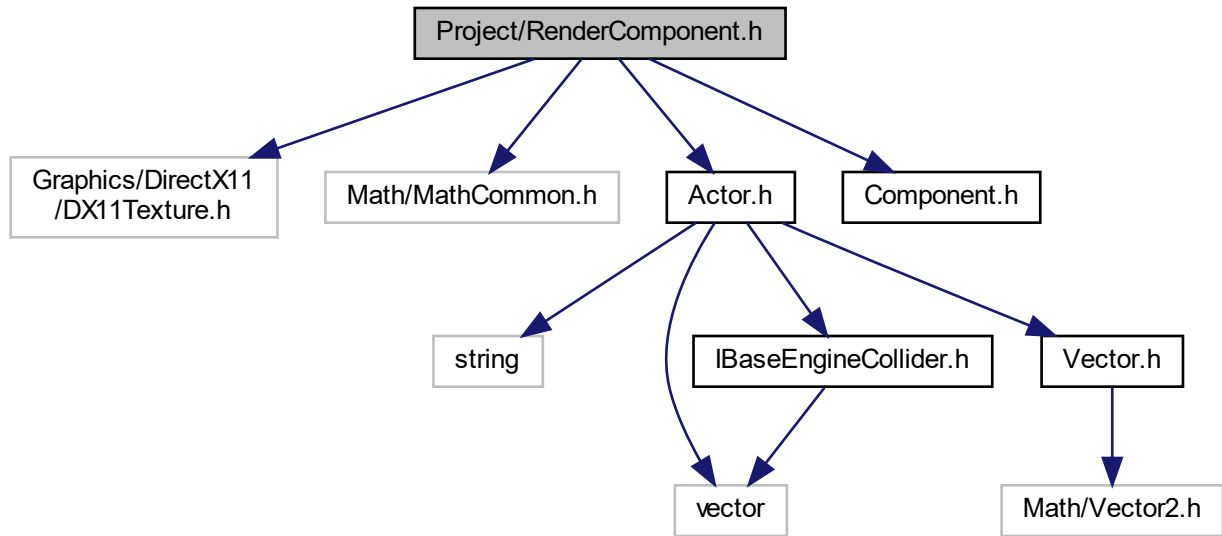 Project/RenderComponent.h
Graphics/DirectX11
/DX11Texture.h
Math/MathCommon.h
Actor.h
Component.h
string
IBaseEngineCollider.h
Vector.h
vector
Math/Vector2.h